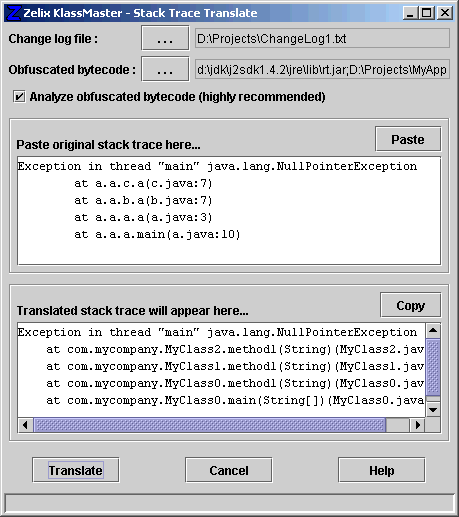 Zelix KlassMaster - Stack Trace Translate
Change log file : ... D:\Projects\ChangeLog1.txt
Obfuscated bytecode : ... d:\jdk\j2sdk1.4.2\jre\lib\rt.jar;D:\Projects\MyApp
Analyze obfuscated bytecode (highly recommended)
Paste original stack trace here... Paste
Exception in thread "main" java.lang.NullPointerException
at a.a.c.a(c.java:7)
at a.a.b.a(b.java:7)
at a.a.a.a(a.java:3)
at a.a.a.main(a.java:10)
Translated stack trace will appear here... Copy
Exception in thread "main" java.lang.NullPointerException
at com.mycompany.MyClass2.method1(String)(MyClass2.jav
at com.mycompany.MyClass1.method1(String)(MyClass1.jav
at com.mycompany.MyClass0.method1(String)(MyClass0.jav
at com.mycompany.MyClass0.main(String[])(MyClass0.java
Translate Cancel Help